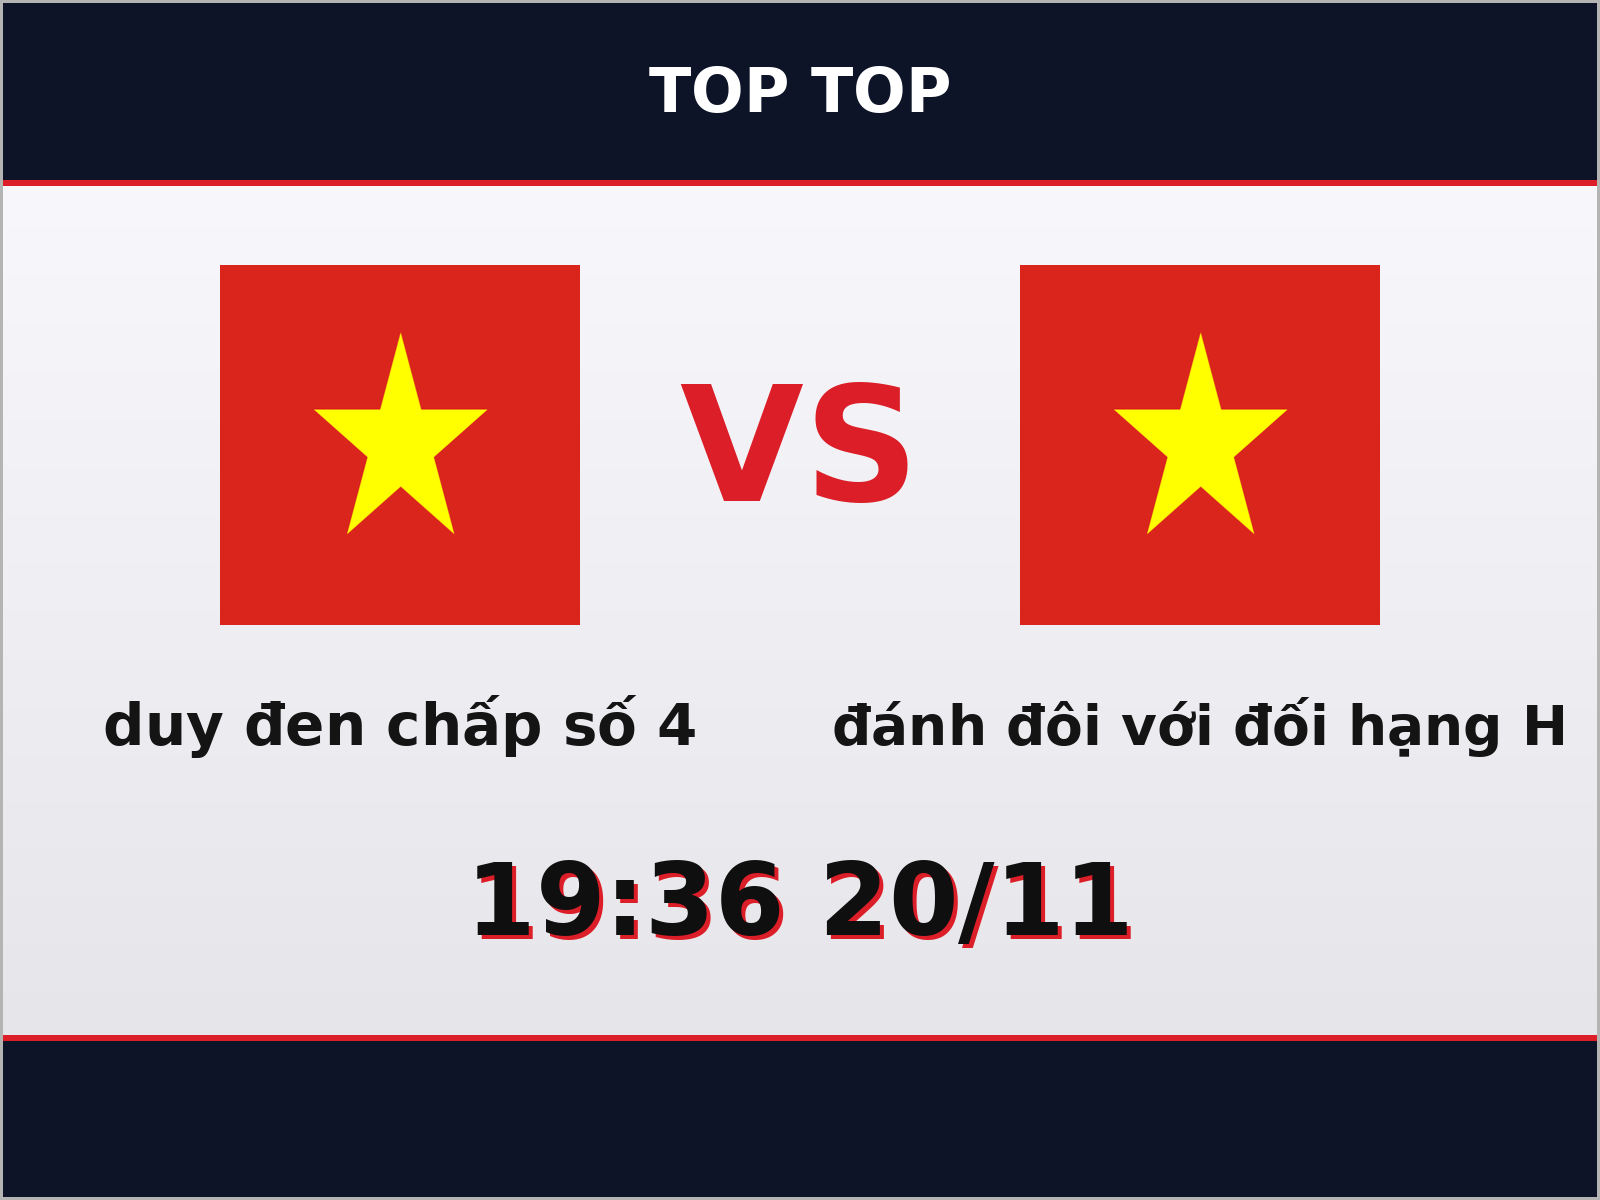 TOP TOP
VS
duy đen chấp số 4
đánh đôi với đối hạng H
19:36 20/11